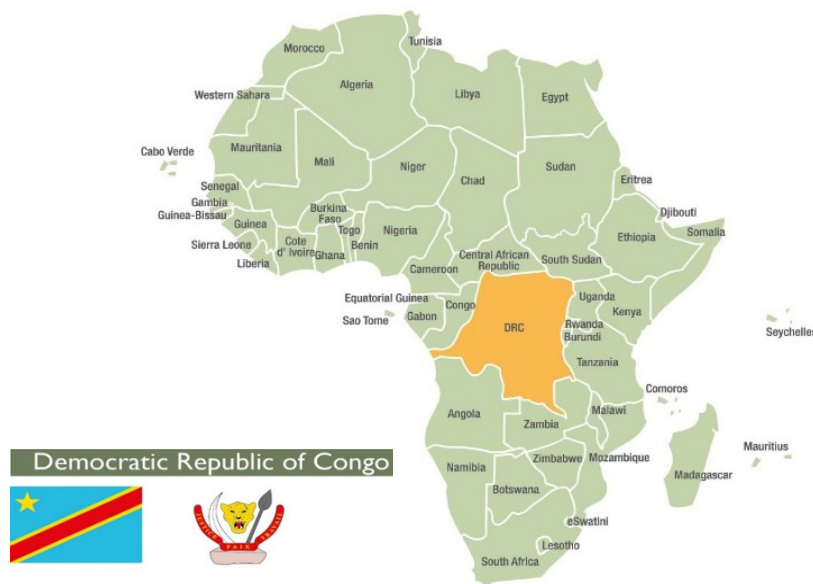 Morocco
Tunisia
Algeria
Libya
Egypt
Western Sahara
Cabo Verde
Mauritania
Mali
Niger
Chad
Sudan
Eritrea
Senegal
Gambia
Guinea-Bissau
Guinea
Burkina
Faso
Togo
Benin
Nigeria
Djibouti
Somalia
Ethiopia
Sierra Leone
Liberia
Cote
d' Ivoire
Ghana
Cameroon
Central African
Republic
South Sudan
Equatorial Guinea
Sao Tome
Gabon
Congo
DRC
Uganda
Kenya
Rwanda
Burundi
Tanzania
Seychelles
Comoros
Angola
Zambia
Malawi
Mozambique
Madagascar
Mauritius
Namibia
Zimbabwe
Botswana
eSwatini
Lesotho
South Africa
Democratic Republic of Congo
JUSTICE
PAIX
TRAVAIL